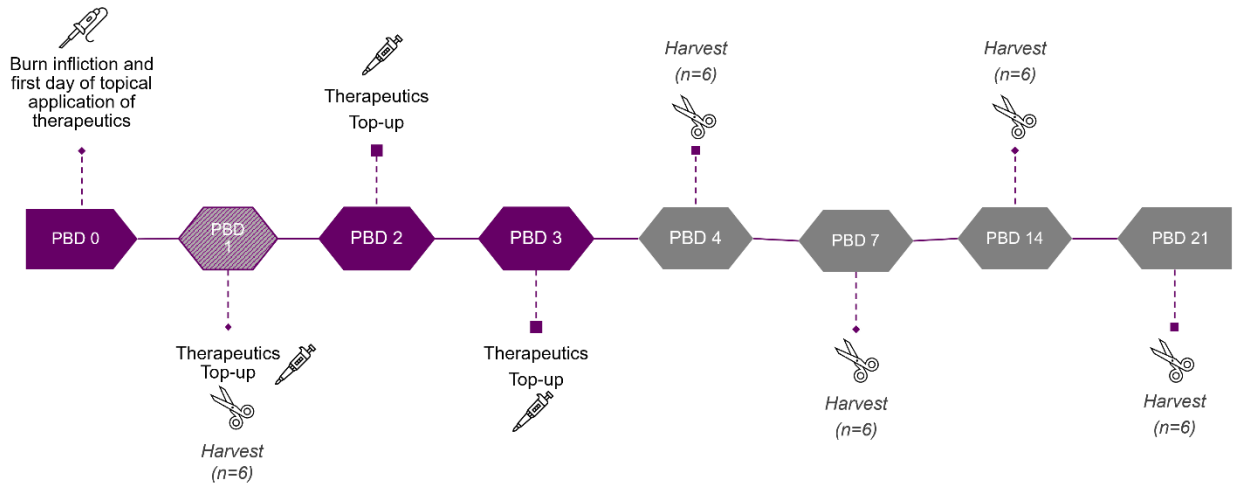 Burn infliction and
first day of topical
application of
therapeutics
Therapeutics
Top-up
Harvest
(n=6)
Harvest
(n=6)
PBD 0
PBD
1
PBD 2
PBD 3
PBD 4
PBD 7
PBD 14
PBD 21
Therapeutics
Top-up
Harvest
(n=6)
Therapeutics
Top-up
Harvest
(n=6)
Harvest
(n=6)